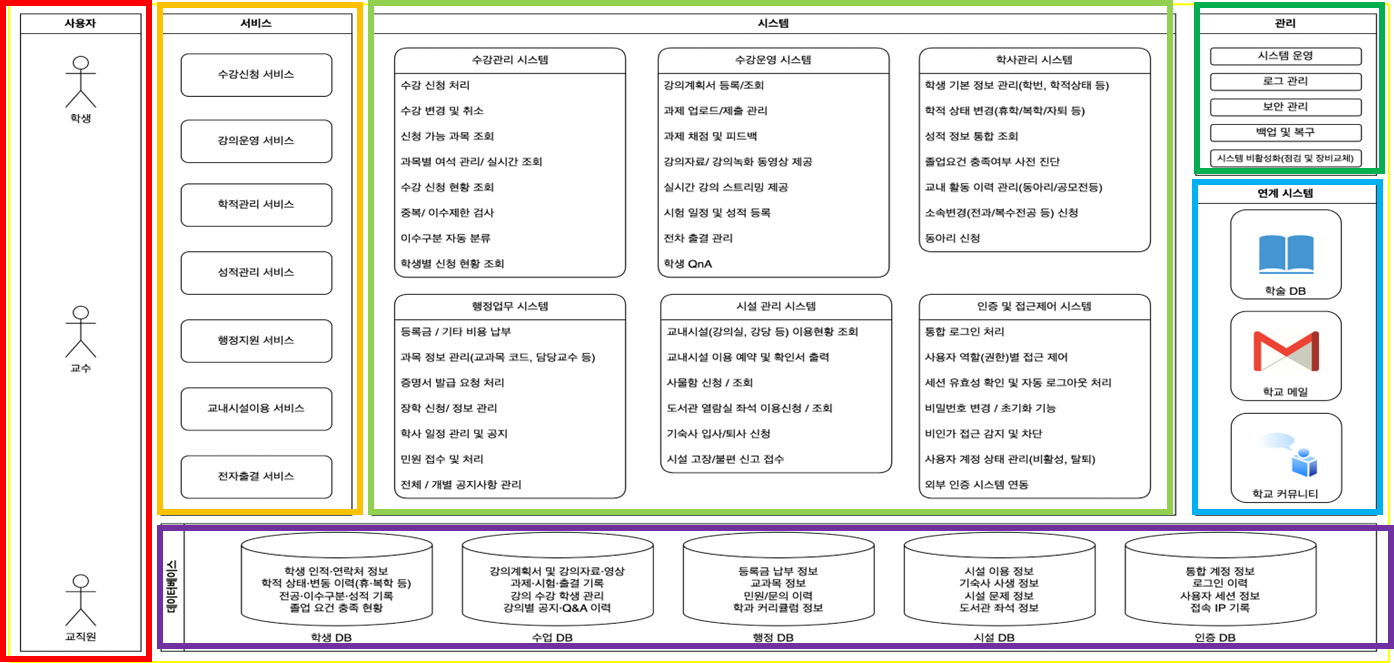 사용자
학생
교수
교직원
서비스
수강신청 서비스
강의운영 서비스
학적관리 서비스
성적관리 서비스
행정지원 서비스
교내시설이용 서비스
전자출결 서비스
시스템
수강관리 시스템
수강 신청 처리
수강 변경 및 취소
신청 가능 과목 조회
과목별 여석 관리/ 실시간 조회
수강 신청 현황 조회
중복/ 이수제한 검사
이수구분 자동 분류
학생별 신청 현황 조회
수강운영 시스템
강의계획서 등록/조회
과제 업로드/제출 관리
과제 채점 및 피드백
강의자료/ 강의녹화 동영상 제공
실시간 강의 스트리밍 제공
시험 일정 및 성적 등록
전차 출결 관리
학생 QnA
학사관리 시스템
학생 기본 정보 관리(학번, 학적상태 등)
학적 상태 변경(휴학/복학/자퇴 등)
성적 정보 통합 조회
졸업요건 충족여부 사전 진단
교내 활동 이력 관리(동아리/공모전등)
소속변경(전과/복수전공 등) 신청
동아리 신청
행정업무 시스템
등록금 / 기타 비용 납부
과목 정보 관리(교과목 코드, 담당교수 등)
증명서 발급 요청 처리
장학 신청/ 정보 관리
학사 일정 관리 및 공지
민원 접수 및 처리
전체 / 개별 공지사항 관리
시설 관리 시스템
교내시설(강의실, 강당 등) 이용현황 조회
교내시설 이용 예약 및 확인서 출력
사물함 신청 / 조회
도서관 열람실 좌석 이용신청 / 조회
기숙사 입사/퇴사 신청
시설 고장/불편 신고 접수
인증 및 접근제어 시스템
통합 로그인 처리
사용자 역할(권한)별 접근 제어
세션 유효성 확인 및 자동 로그아웃 처리
비밀번호 변경 / 초기화 기능
비인가 접근 감지 및 차단
사용자 계정 상태 관리(비활성, 탈퇴)
외부 인증 시스템 연동
관리
시스템 운영
로그 관리
보안 관리
백업 및 복구
시스템 비활성화(점검 및 장비교체)
연계 시스템
학술 DB
학교 메일
학교 커뮤니티
데이터베이스
학생 인적·연락처 정보
학적 상태·변동 이력(휴·복학 등)
전공·이수구분·성적 기록
졸업 요건 충족 현황
학생 DB
강의계획서 및 강의자료·영상
과제·시험·출결 기록
강의 수강 학생 관리
강의별 공지·Q&A 이력
수업 DB
등록금 납부 정보
교과목 정보
민원/문의 이력
학과 커리큘럼 정보
행정 DB
시설 이용 정보
기숙사 사생 정보
시설 문제 정보
도서관 좌석 정보
시설 DB
통합 계정 정보
로그인 이력
사용자 세션 정보
접속 IP 기록
인증 DB